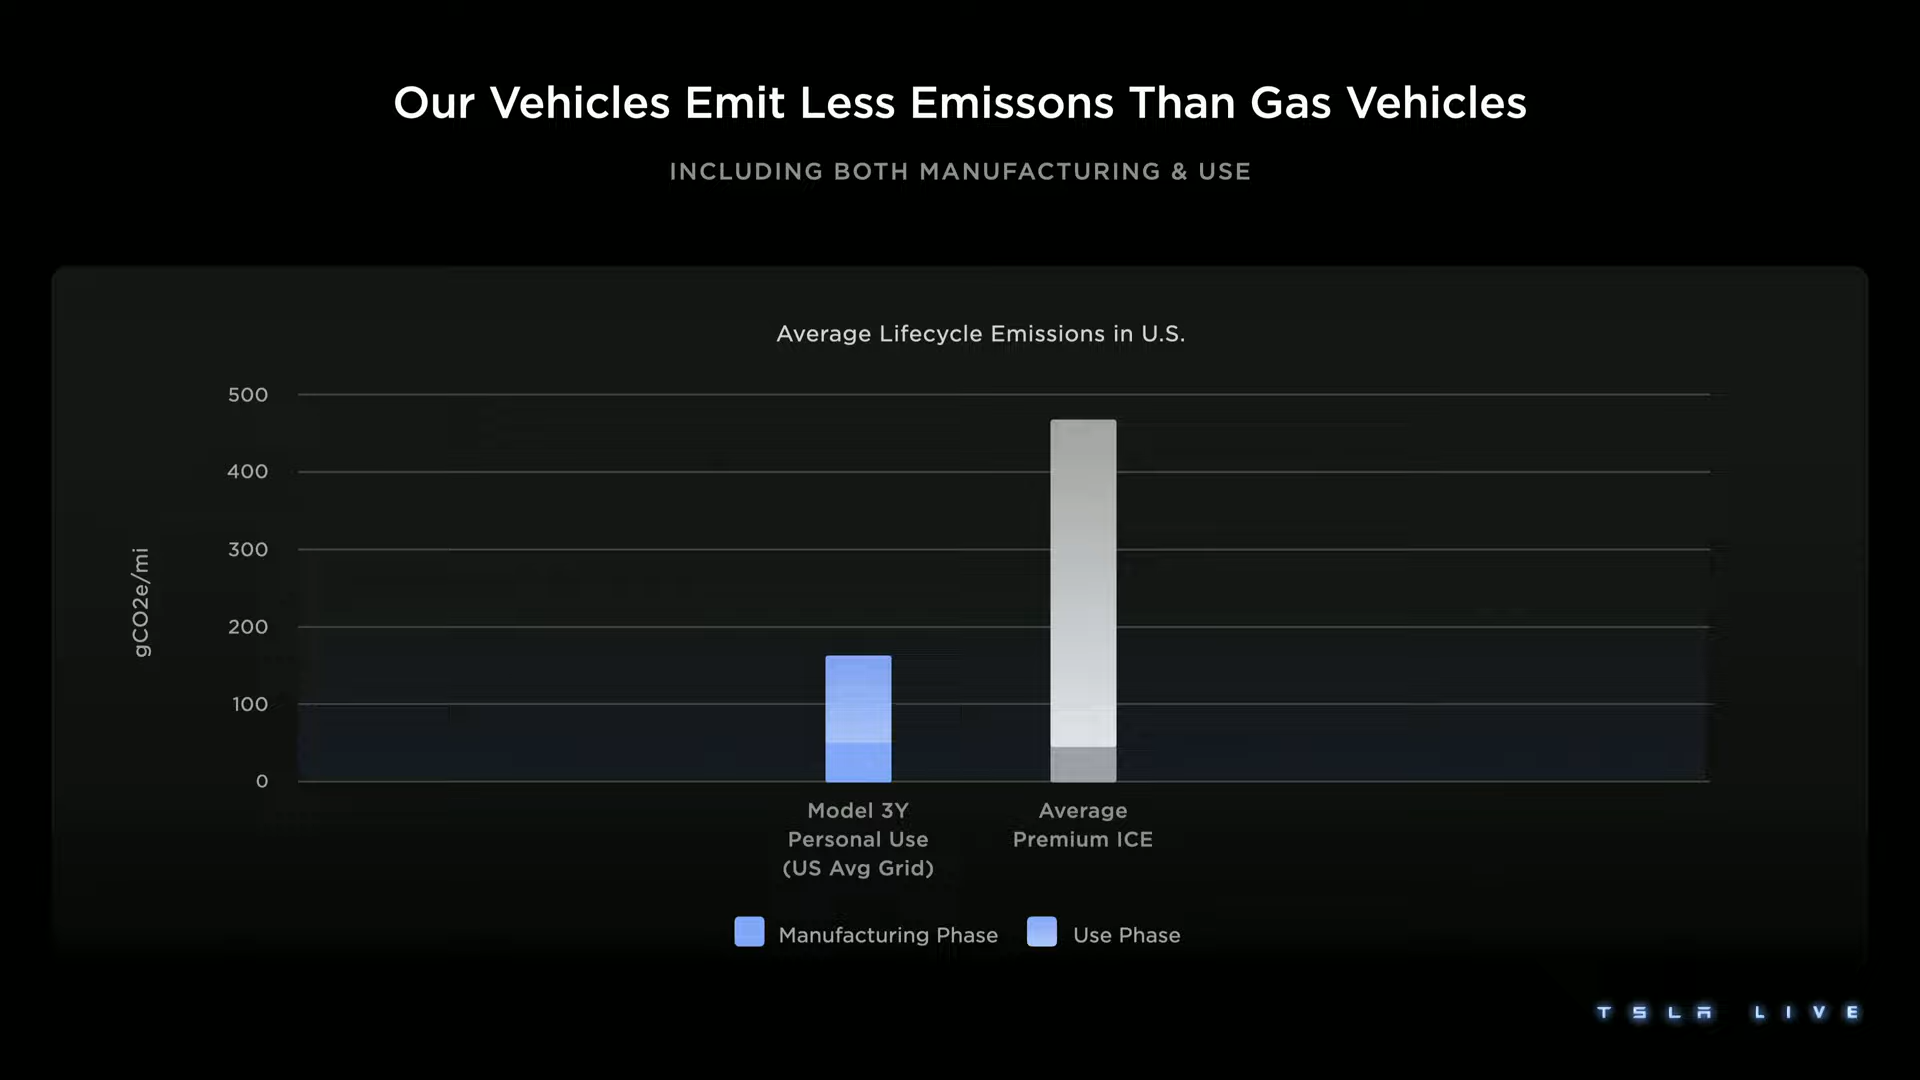 Our Vehicles Emit Less Emissons Than Gas Vehicles
INCLUDING BOTH MANUFACTURING & USE
Average Lifecycle Emissions in U.S.
500
400
300
200
100
0
gCO2e/mi
Model 3Y
Personal Use
(US Avg Grid)
Average
Premium ICE
Manufacturing Phase
Use Phase
TSLA LIVE